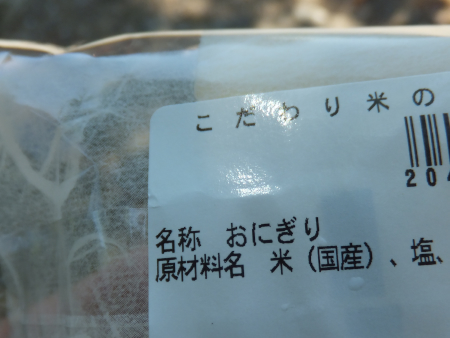 こだわり米の
204
名称 おにぎり
原材料名 米（国産）、塩、